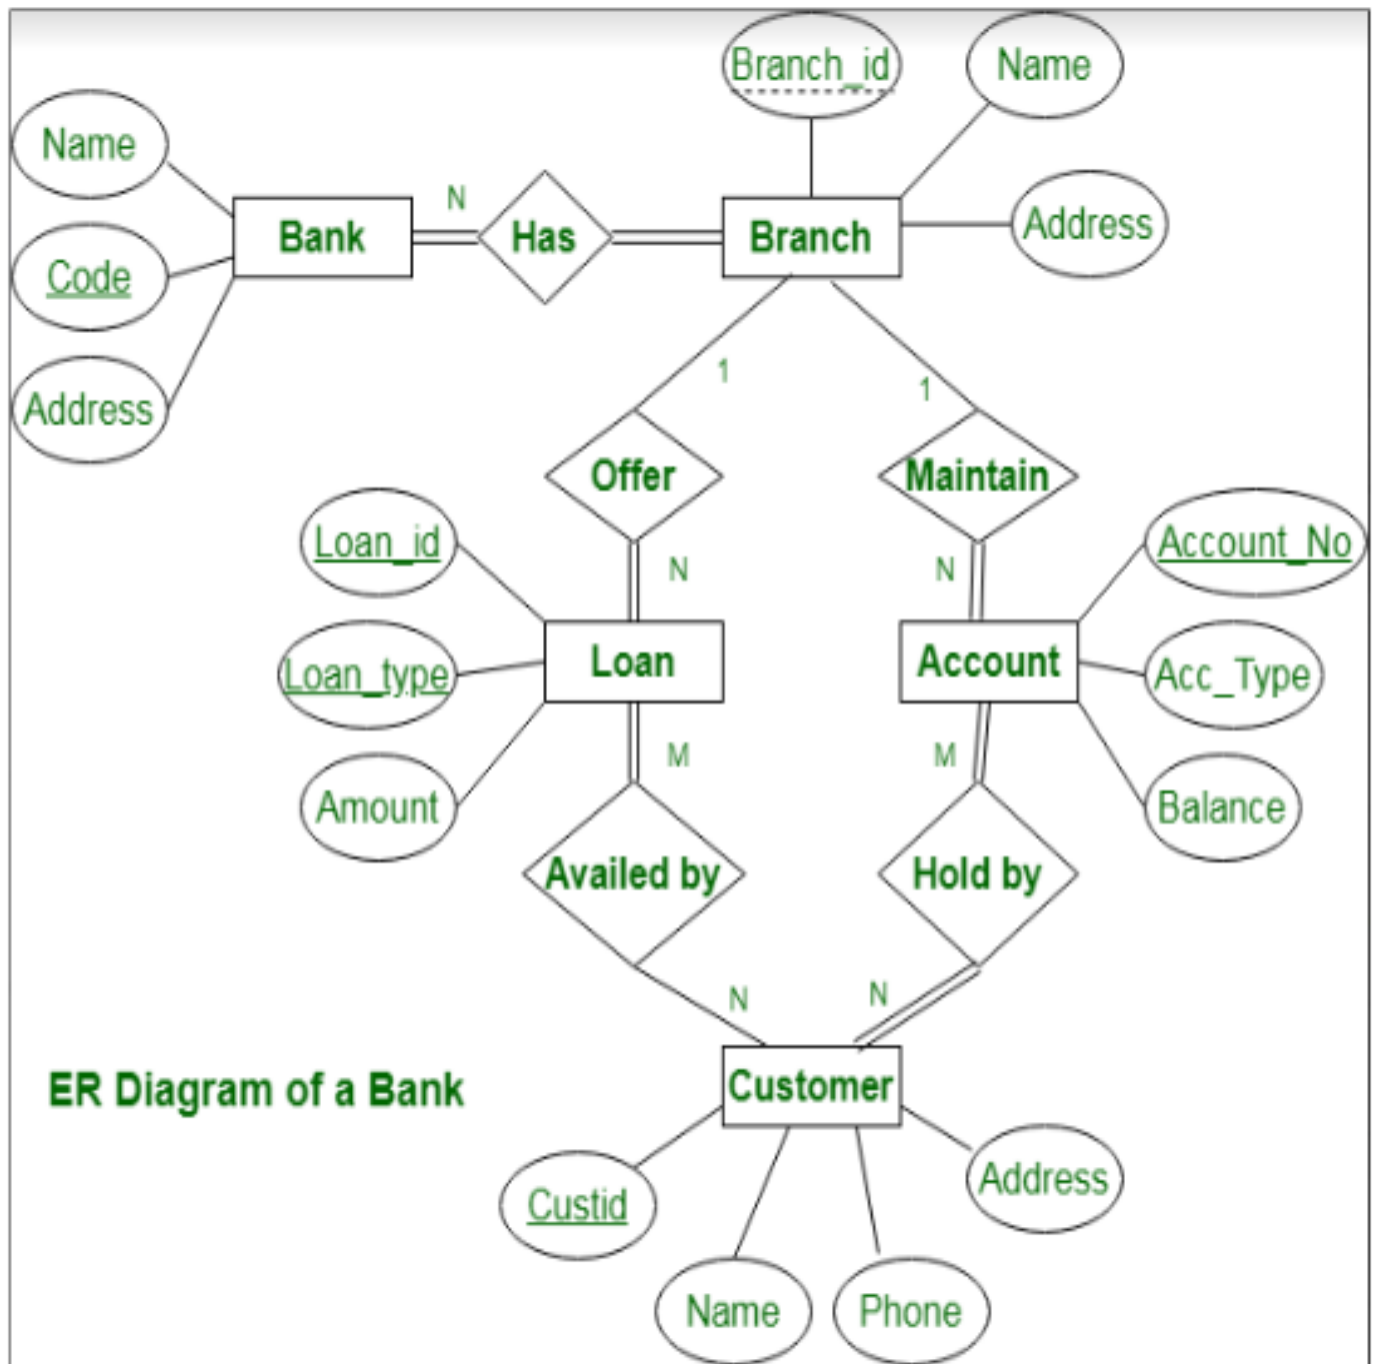 Branch_id
Name
Name
Address
N
Bank
Has
Branch
Code
Address
1
1
Offer
Maintain
Loan_id
N
N
Account_No
Loan
Account
Loan_type
Acc_Type
M
M
Amount
Balance
Availed by
Hold by
N
N
Customer
ER Diagram of a Bank
Address
Custid
Name
Phone